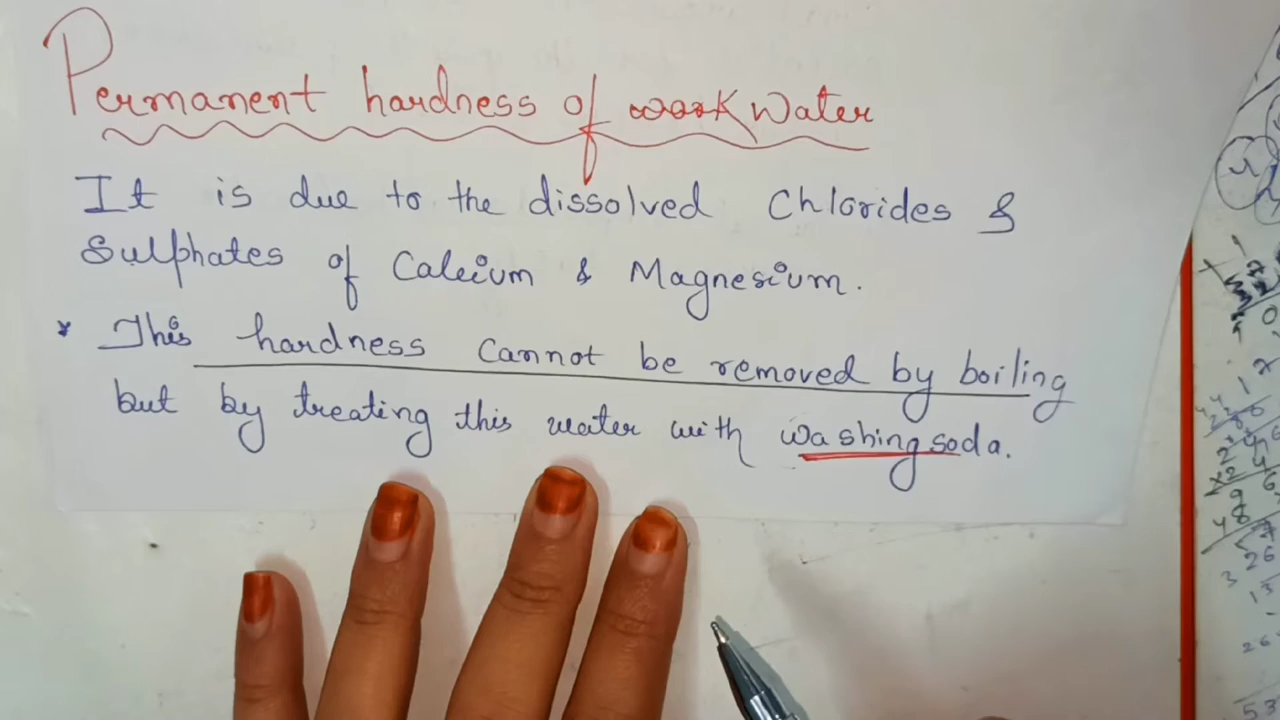 Permanent hardness of water
It is due to the dissolved Chlorides &
Sulphates of Calcium & Magnesium.
* This hardness cannot be removed by boiling
but by treating this water with washing soda.